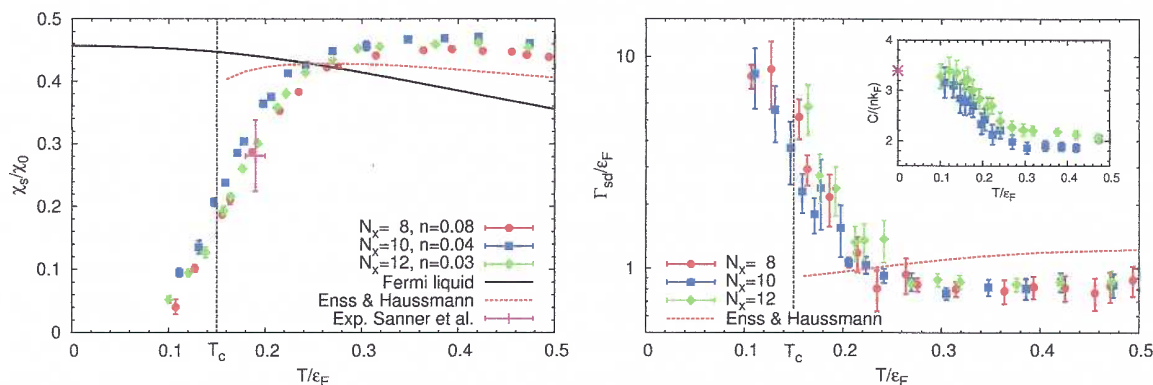 0.5
0.4
0.3
0.2
0.1
0
χs/χ0
Nx= 8, n=0.08
Nx=10, n=0.04
Nx=12, n=0.03
Fermi liquid
Enss & Haussmann
Exp. Sanner et al.
0 0.1 Tc 0.2 0.3 0.4 0.5
T/εF
10
1
Γsd/εF
Nx= 8
Nx=10
Nx=12
Enss & Haussmann
0 0.1 Tc 0.2 0.3 0.4 0.5
T/εF
4
3
2
C/(nkF)
0 0.1 0.2 0.3 0.4 0.5
T/εF